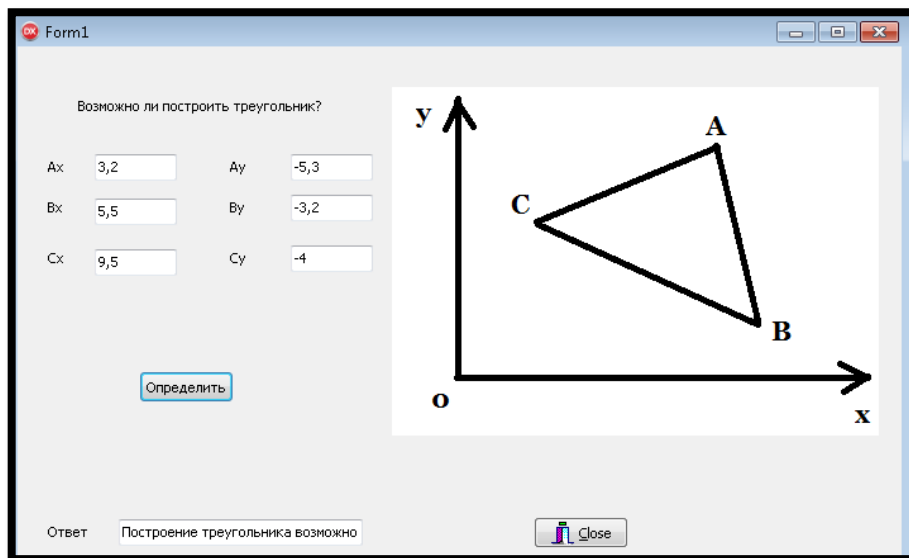 Form1
Возможно ли построить треугольник?
Ax 3,2 Ay -5,3
Bx 5,5 By -3,2
Cx 9,5 Cy -4
Определить
Ответ Построение треугольника возможно
Close
y
A
C
B
o
x